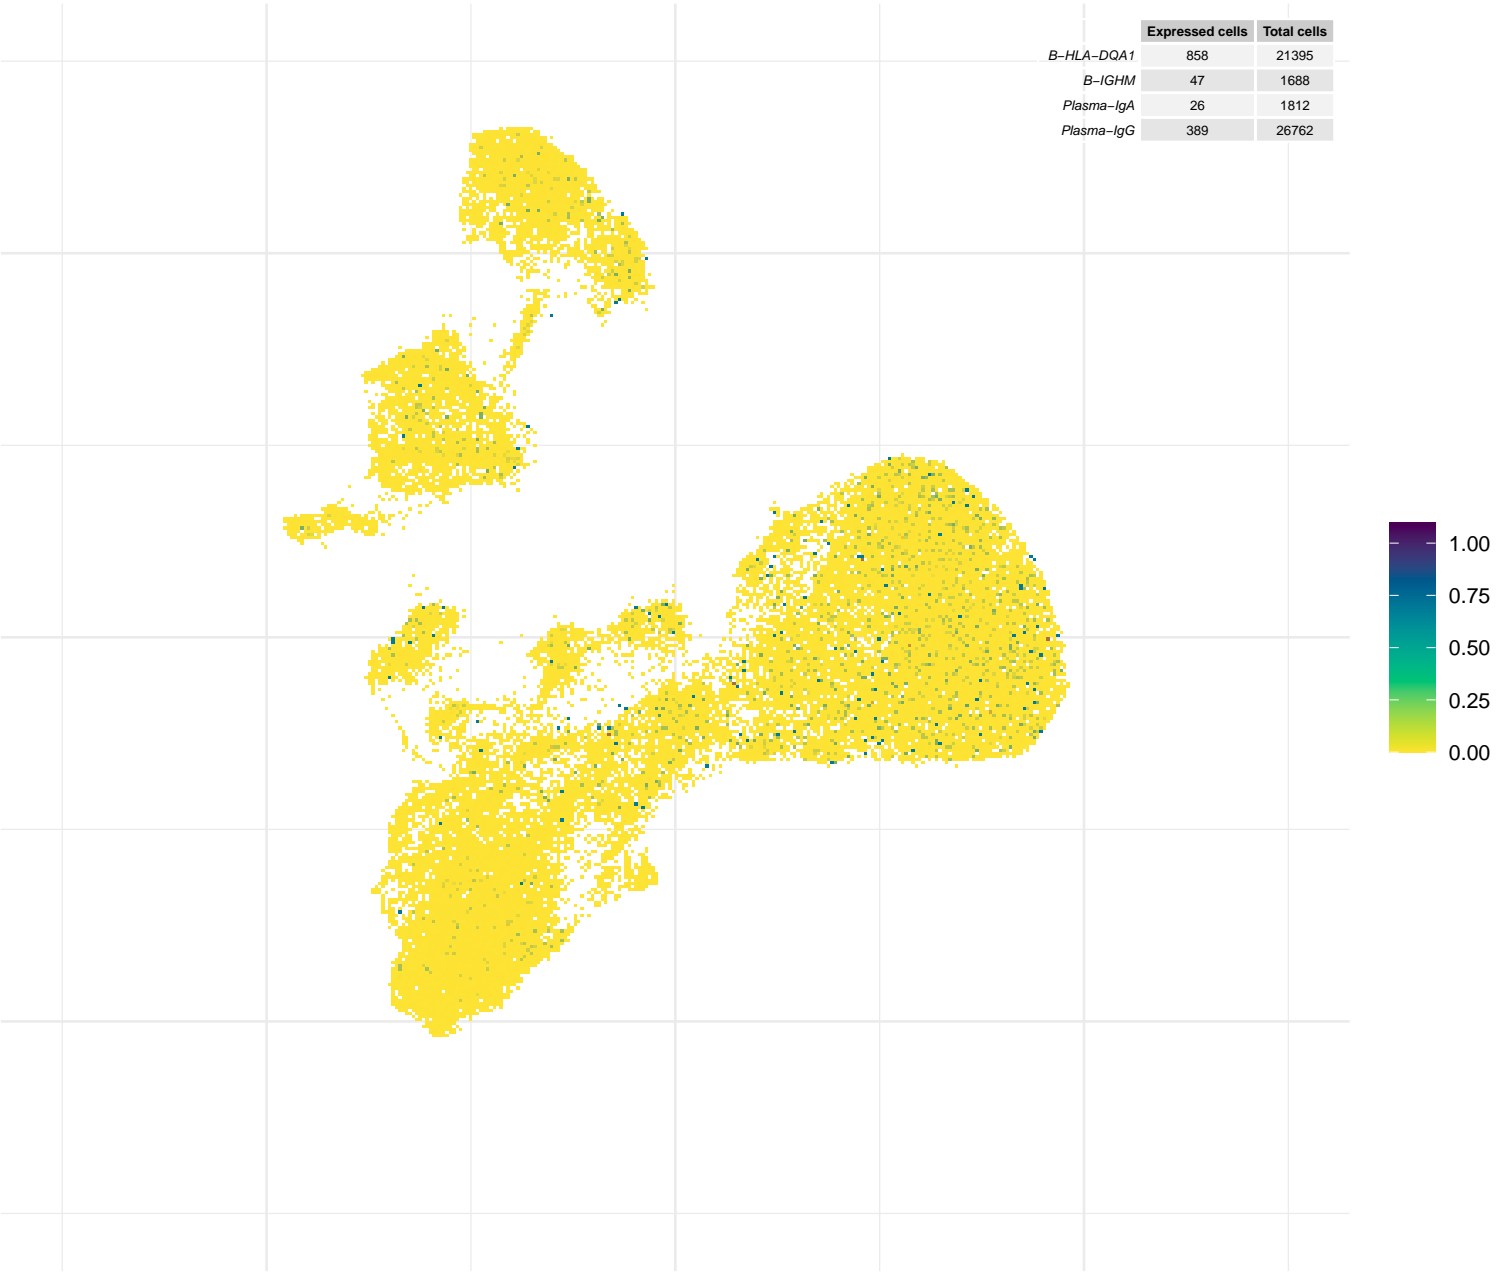 Expressed cells Total cells
B−HLA−DQA1 858 21395
B−IGHM 47 1688
Plasma−IgA 26 1812
Plasma−IgG 389 26762
1.00
0.75
0.50
0.25
0.00